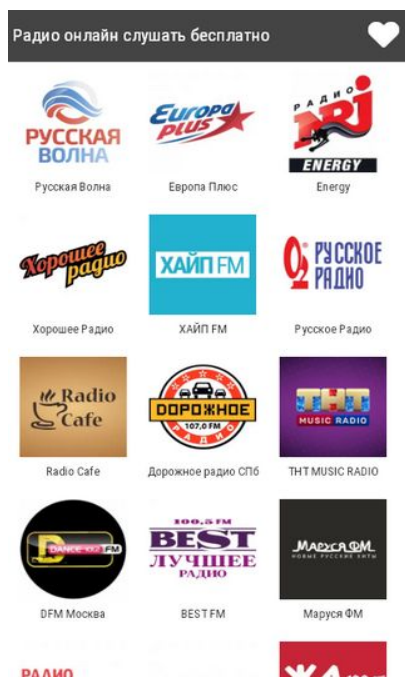 Радио онлайн слушать бесплатно
РУССКАЯ
ВОЛНА
Русская Волна
Europa
PLUS
Европа Плюс
РАДИО
NRJ
ENERGY
Energy
Хорошее
радио
Хорошее Радио
ХАЙП FM
ХАЙП FM
РУССКОЕ
РАДИО
Русское Радио
Radio
Cafe
Radio Cafe
ДОРОЖНОЕ
107,0 FM
РАДИО
Дорожное радио СПб
ТНТ
MUSIC RADIO
ТНТ MUSIC RADIO
D
FM
DFM Москва
100,5 FM
BEST
ЛУЧШЕЕ
РАДИО
BEST FM
Маруся ФМ
НОВЫЕ РУССКИЕ ХИТЫ
Маруся ФМ
РАДИО